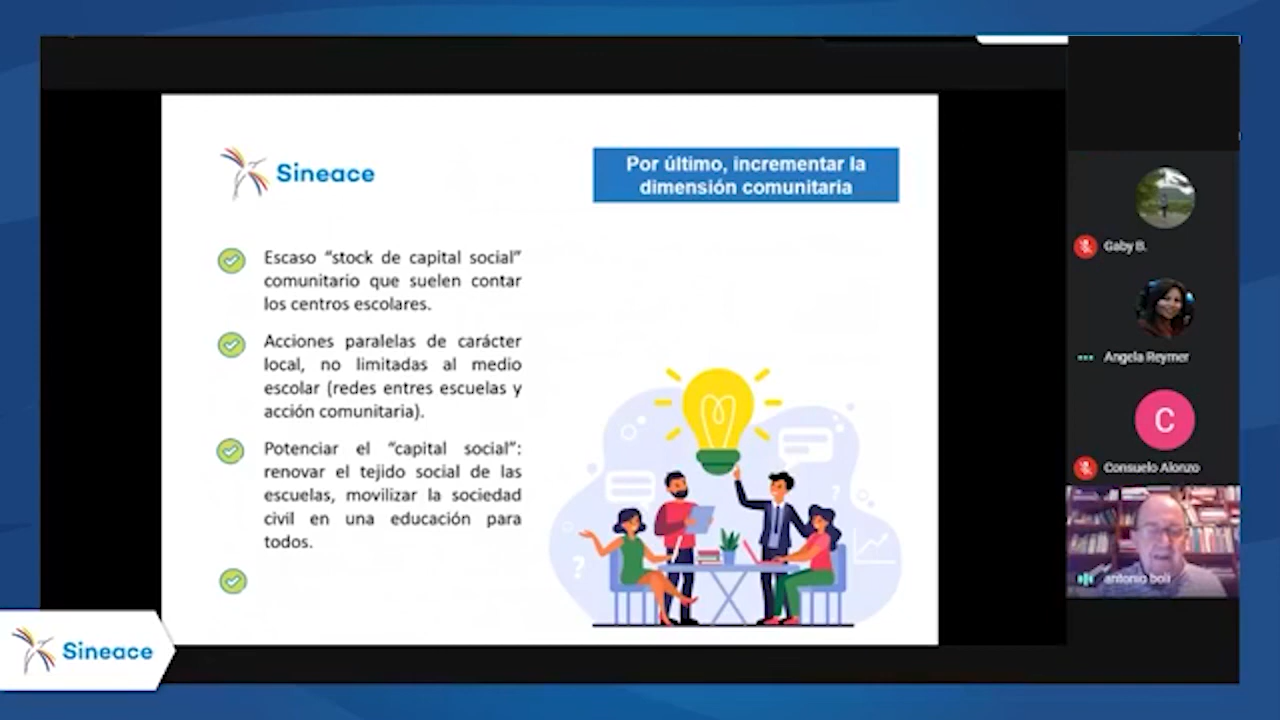 Sineace
Por último, incrementar la
dimensión comunitaria
Escaso “stock de capital social”
comunitario que suelen contar
los centros escolares.
Acciones paralelas de carácter
local, no limitadas al medio
escolar (redes entres escuelas y
acción comunitaria).
Potenciar el “capital social”:
renovar el tejido social de las
escuelas, movilizar la sociedad
civil en una educación para
todos.
Gaby B.
Angela Reymer
C
Consuelo Alonzo
antonio boli
Sineace